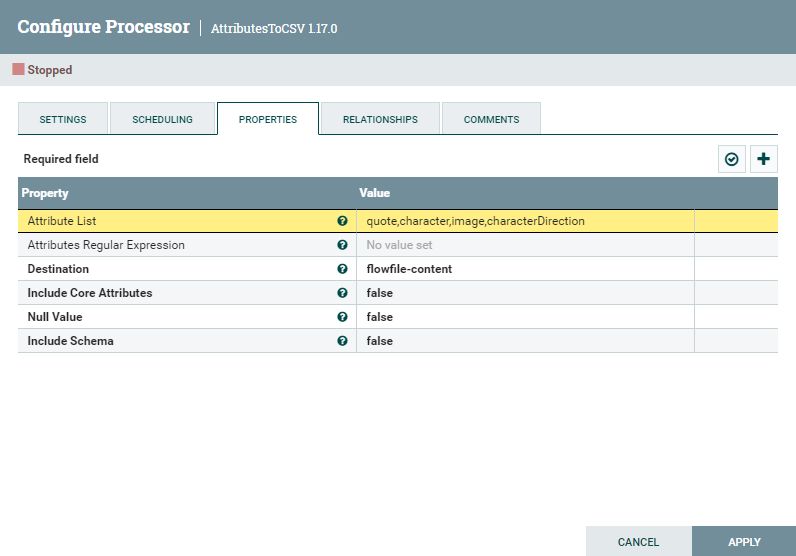 Configure Processor | AttributesToCSV 1.17.0
Stopped
SETTINGS SCHEDULING PROPERTIES RELATIONSHIPS COMMENTS
Required field
Property Value
Attribute List quote,character,image,characterDirection
Attributes Regular Expression No value set
Destination flowfile-content
Include Core Attributes false
Null Value false
Include Schema false
CANCEL APPLY